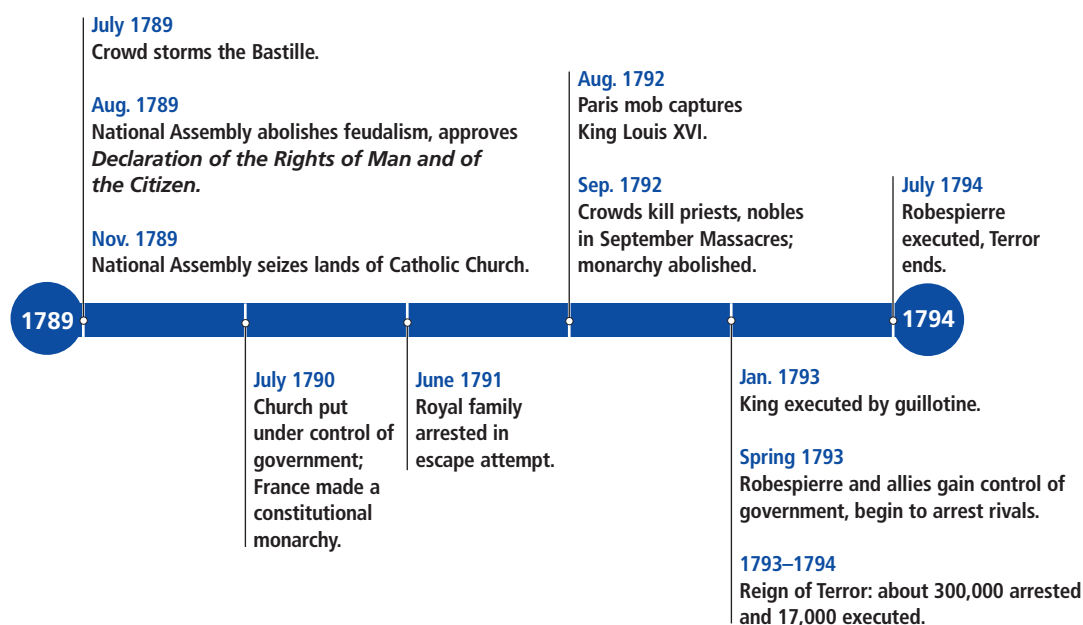 July 1789
Crowd storms the Bastille.
Aug. 1789
National Assembly abolishes feudalism, approves
Declaration of the Rights of Man and of
the Citizen.
Nov. 1789
National Assembly seizes lands of Catholic Church.
Aug. 1792
Paris mob captures
King Louis XVI.
Sep. 1792
Crowds kill priests, nobles
in September Massacres;
monarchy abolished.
July 1794
Robespierre
executed, Terror
ends.
1789
1794
July 1790
Church put
under control of
government;
France made a
constitutional
monarchy.
June 1791
Royal family
arrested in
escape attempt.
Jan. 1793
King executed by guillotine.
Spring 1793
Robespierre and allies gain control of
government, begin to arrest rivals.
1793–1794
Reign of Terror: about 300,000 arrested
and 17,000 executed.